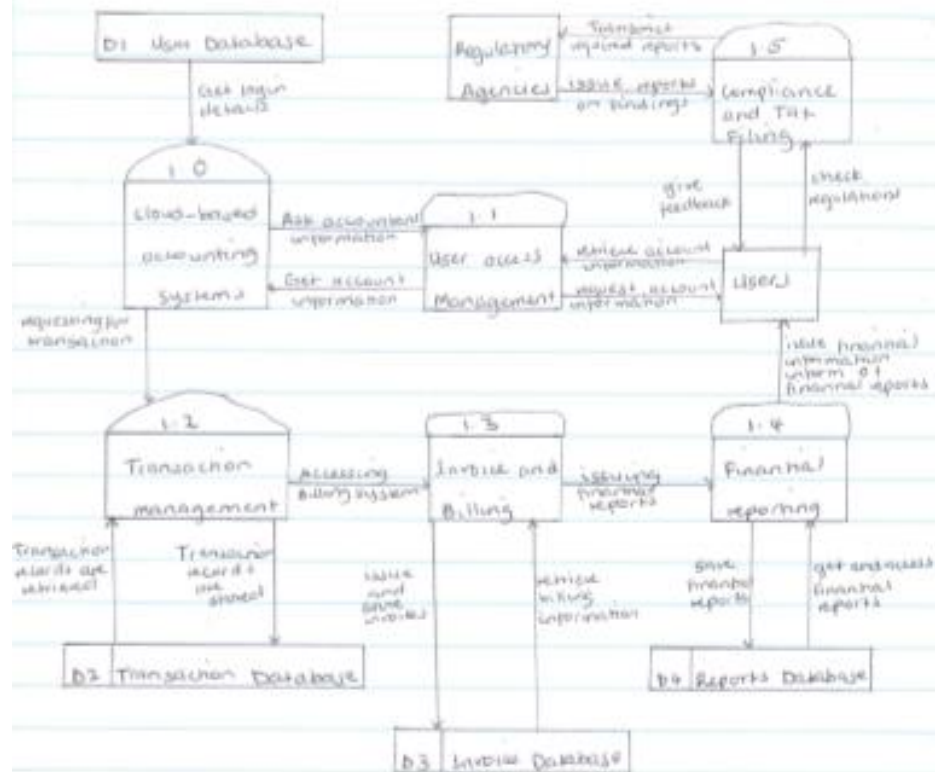 D1 User Database
Get login
details
Regulatory
Agencies
Transmit
required reports
issue reports
on findings
1.5
Compliance
and Tax
Filing
give
feedback
check
regulations
1.0
Cloud-based
accounting
systems
Ask accountant
information
Get account
information
1.1
User access
Management
retrieve account
information
request account
information
Users
requesting for
transaction
issue financial
information
inform of
financial reports
1.2
Transaction
management
Accessing
Billing system
1.3
Invoice and
Billing
issuing
financial
reports
1.4
Financial
reporting
Transaction
records are
retrieved
Transaction
records
are
stored
issue
and
save
invoices
retrieve
billing
information
save
financial
reports
get and access
financial
reports
D2 Transaction Database
D4 Reports Database
D3 Invoice Database